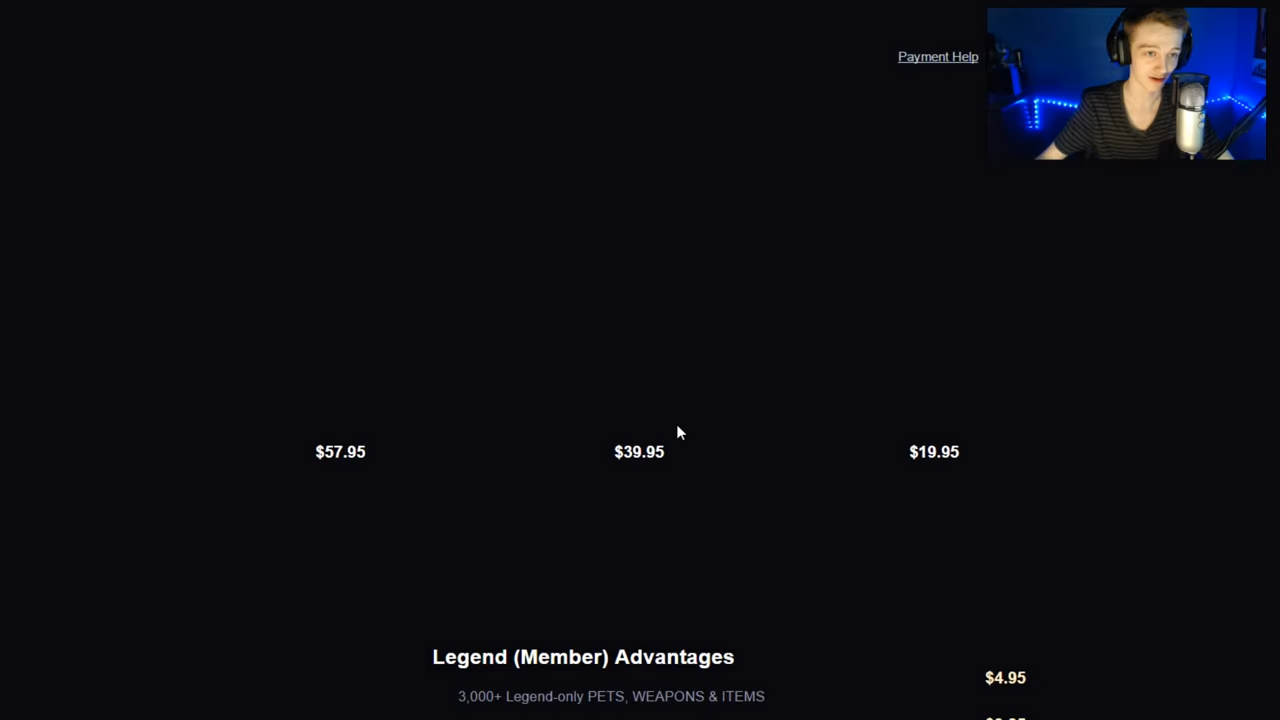 Payment Help
$57.95
$39.95
$19.95
Legend (Member) Advantages
$4.95
3,000+ Legend-only PETS, WEAPONS & ITEMS